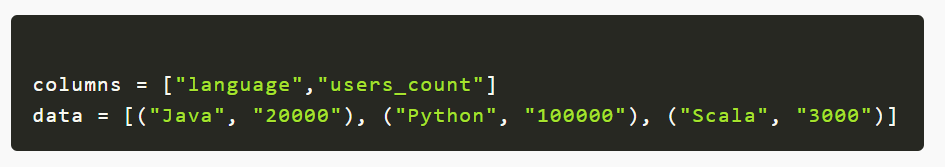 columns = ["language","users_count"]
data = [("Java", "20000"), ("Python", "100000"), ("Scala", "3000")]